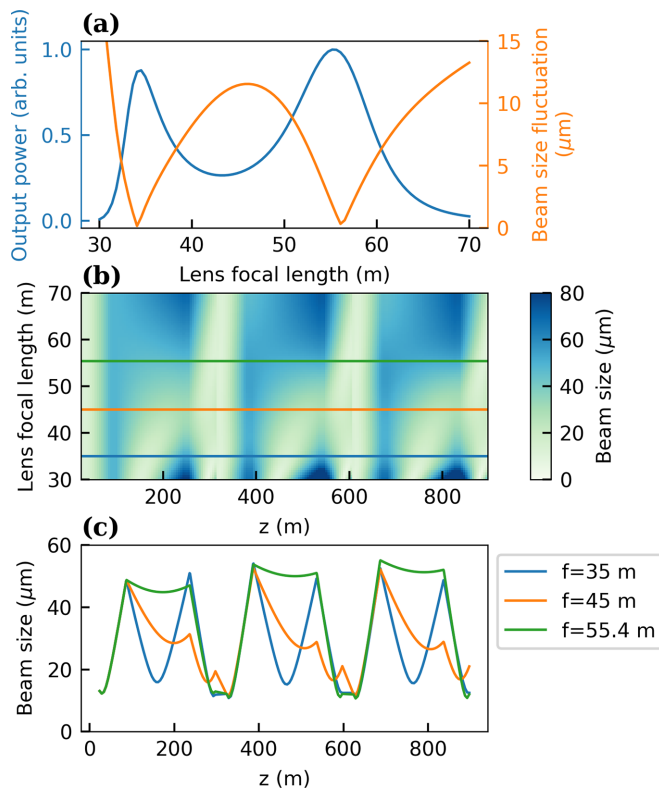 (a)
Output power (arb. units)
1.0
0.5
0.0
15
10
5
0
Beam size fluctuation
(μm)
30 40 50 60 70
Lens focal length (m)
(b)
Lens focal length (m)
70
60
50
40
30
200 400 600 800
z (m)
80
60
40
20
0
Beam size (μm)
(c)
Beam size (μm)
60
40
20
0
0 200 400 600 800
z (m)
f=35 m
f=45 m
f=55.4 m